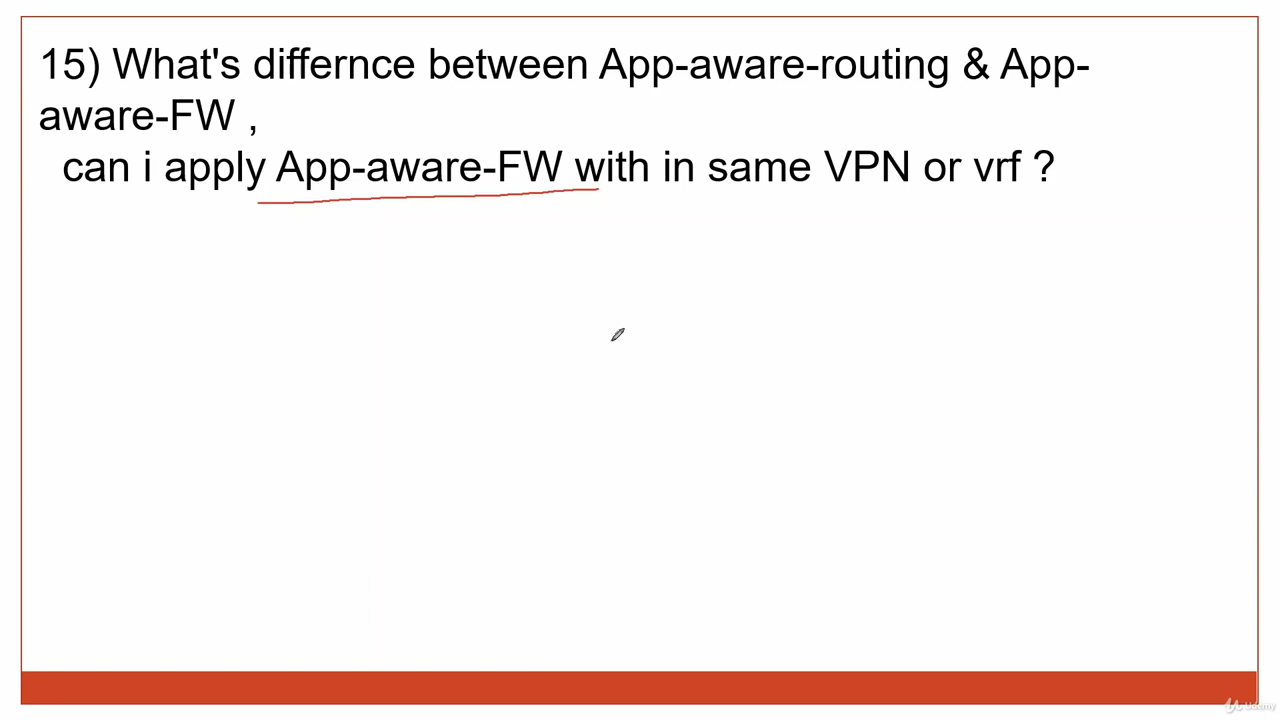 15) What's differnce between App-aware-routing & App-
aware-FW ,
can i apply App-aware-FW with in same VPN or vrf ?
Udemy